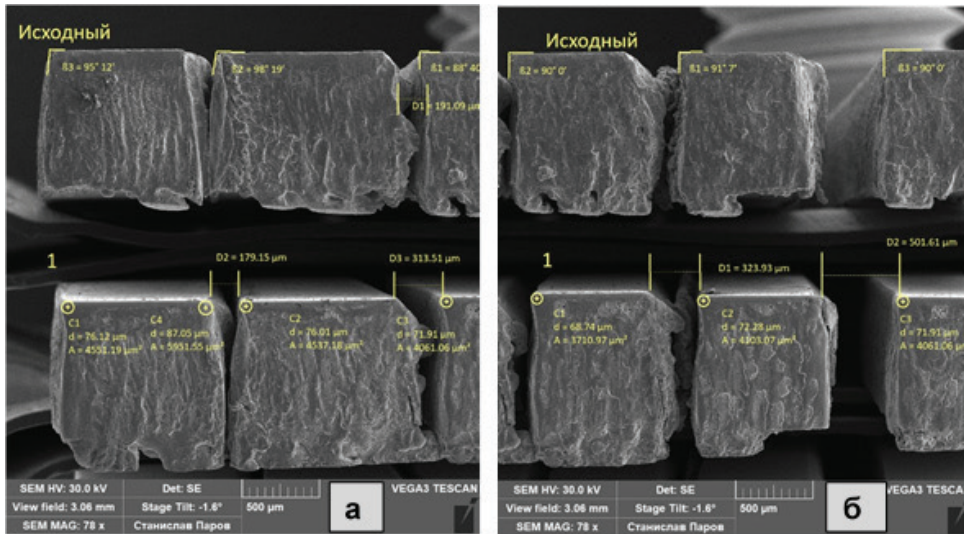 Исходный
ß3 = 95° 12'
ß2 = 98° 19'
ß1 = 88° 40
D1 = 191.09 µm
1
D2 = 179.15 µm
D3 = 313.51 µm
C1
d = 76.12 µm
A = 4551.19 µm²
C4
d = 87.05 µm
A = 5951.55 µm²
C2
d = 76.01 µm
A = 4537.18 µm²
C3
d = 71.91 µm
A = 4061.06 µm²
SEM HV: 30.0 kV
Det: SE
VEGA3 TESCAN
View field: 3.06 mm
Stage Tilt: -1.6°
500 µm
SEM MAG: 78 x
Станислав Паров
а
Исходный
ß2 = 90° 0'
ß1 = 91° 7'
ß3 = 90° 0'
1
D2 = 501.61 µm
D1 = 323.93 µm
C1
d = 68.74 µm
A = 3710.97 µm²
C2
d = 72.28 µm
A = 4103.07 µm²
C3
d = 71.91 µm
A = 4061.06
SEM HV: 30.0 kV
Det: SE
VEGA3 TESCA
View field: 3.06 mm
Stage Tilt: -1.6°
500 µm
SEM MAG: 78 x
Станислав Паров
б